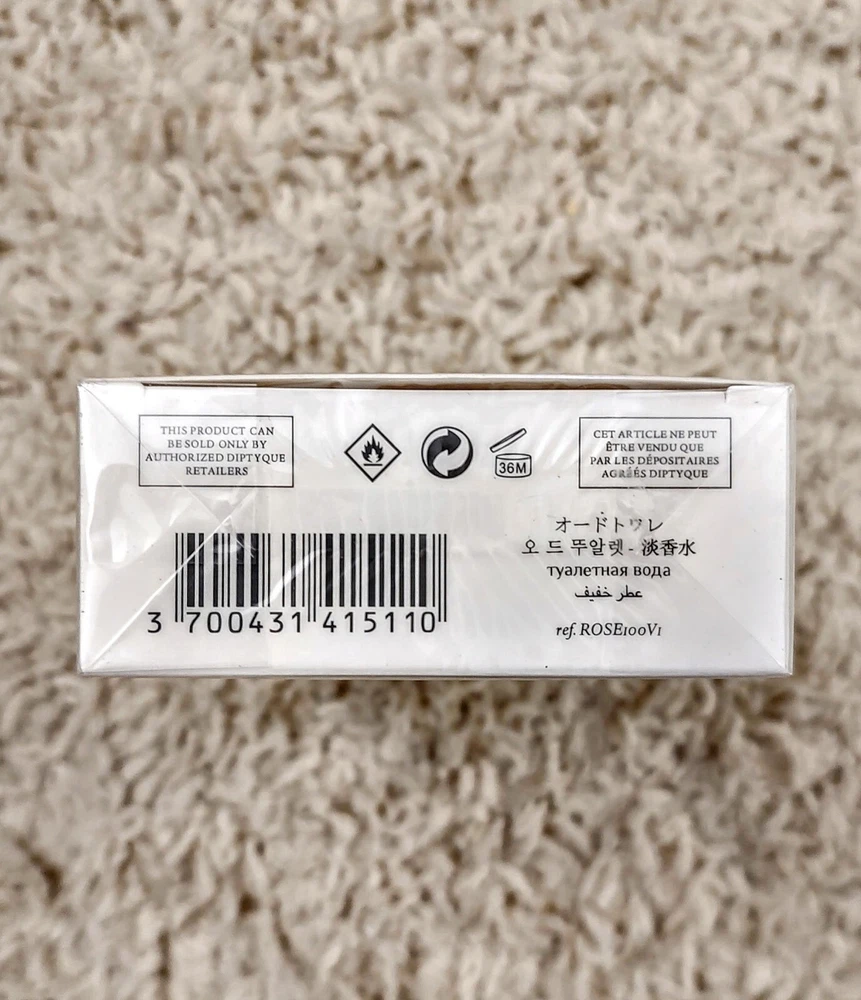 THIS PRODUCT CAN
BE SOLD ONLY BY
AUTHORIZED DIPTYQUE
RETAILERS
36M
CET ARTICLE NE PEUT
ÊTRE VENDU QUE
PAR LES DÉPOSITAIRES
AGRÉÉS DIPTYQUE
オードトワレ
오 드 뚜알렛 - 淡香水
туалетная вода
عطر خفيف
ref. ROSE100V1
3 700431 415110